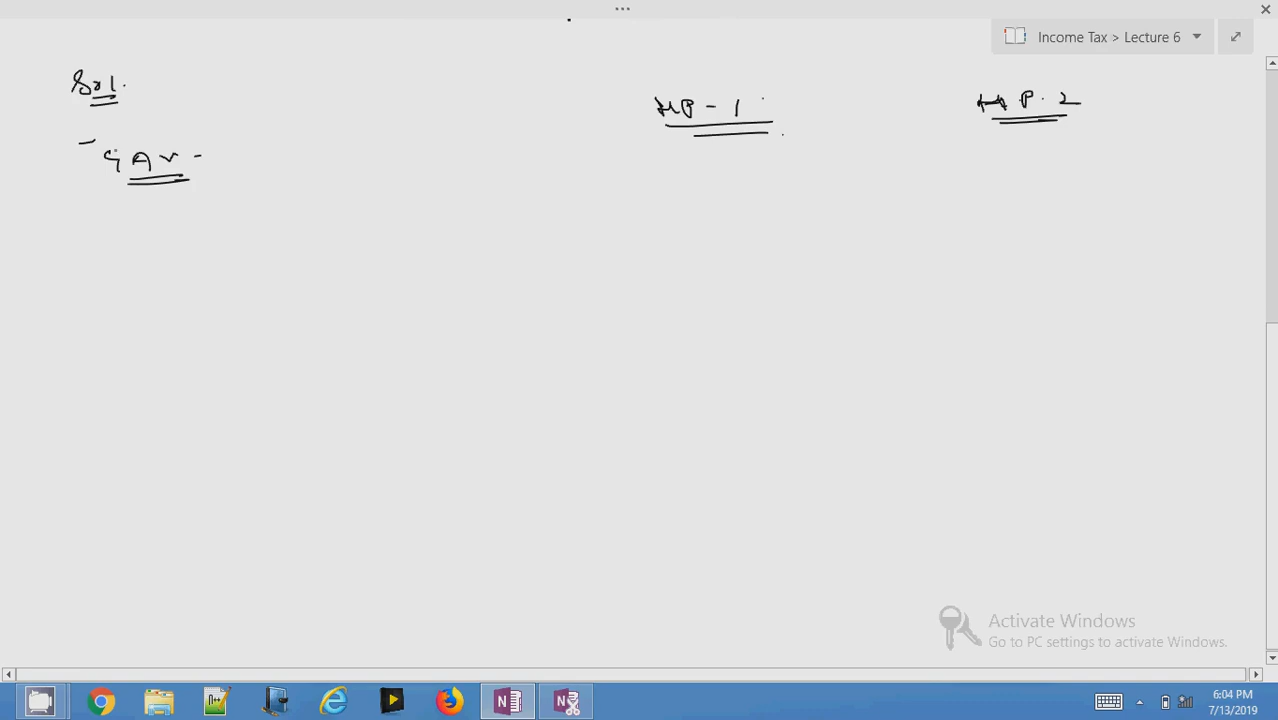 ...
Income Tax > Lecture 6
Sol.
HP - 1
H.P. 2
- GAV -
Activate Windows
Go to PC settings to activate Windows.
6:04 PM
7/13/2019